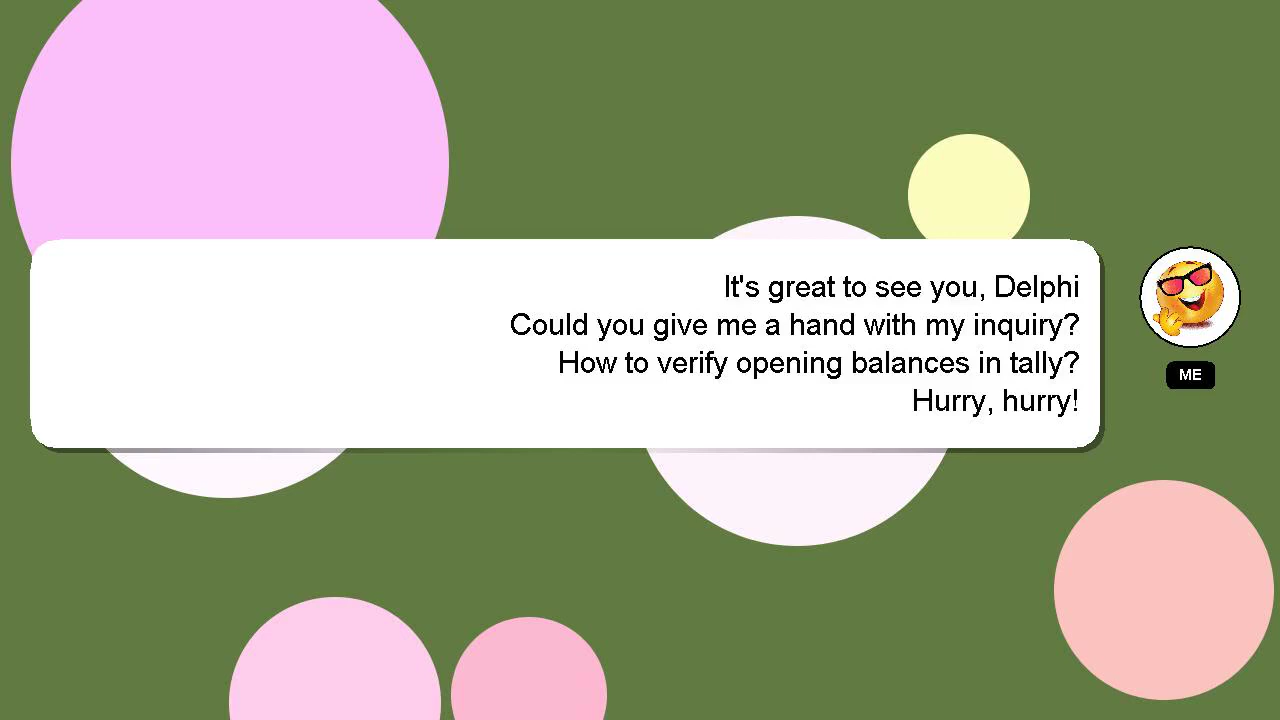 It's great to see you, Delphi
Could you give me a hand with my inquiry?
How to verify opening balances in tally?
Hurry, hurry!
ME